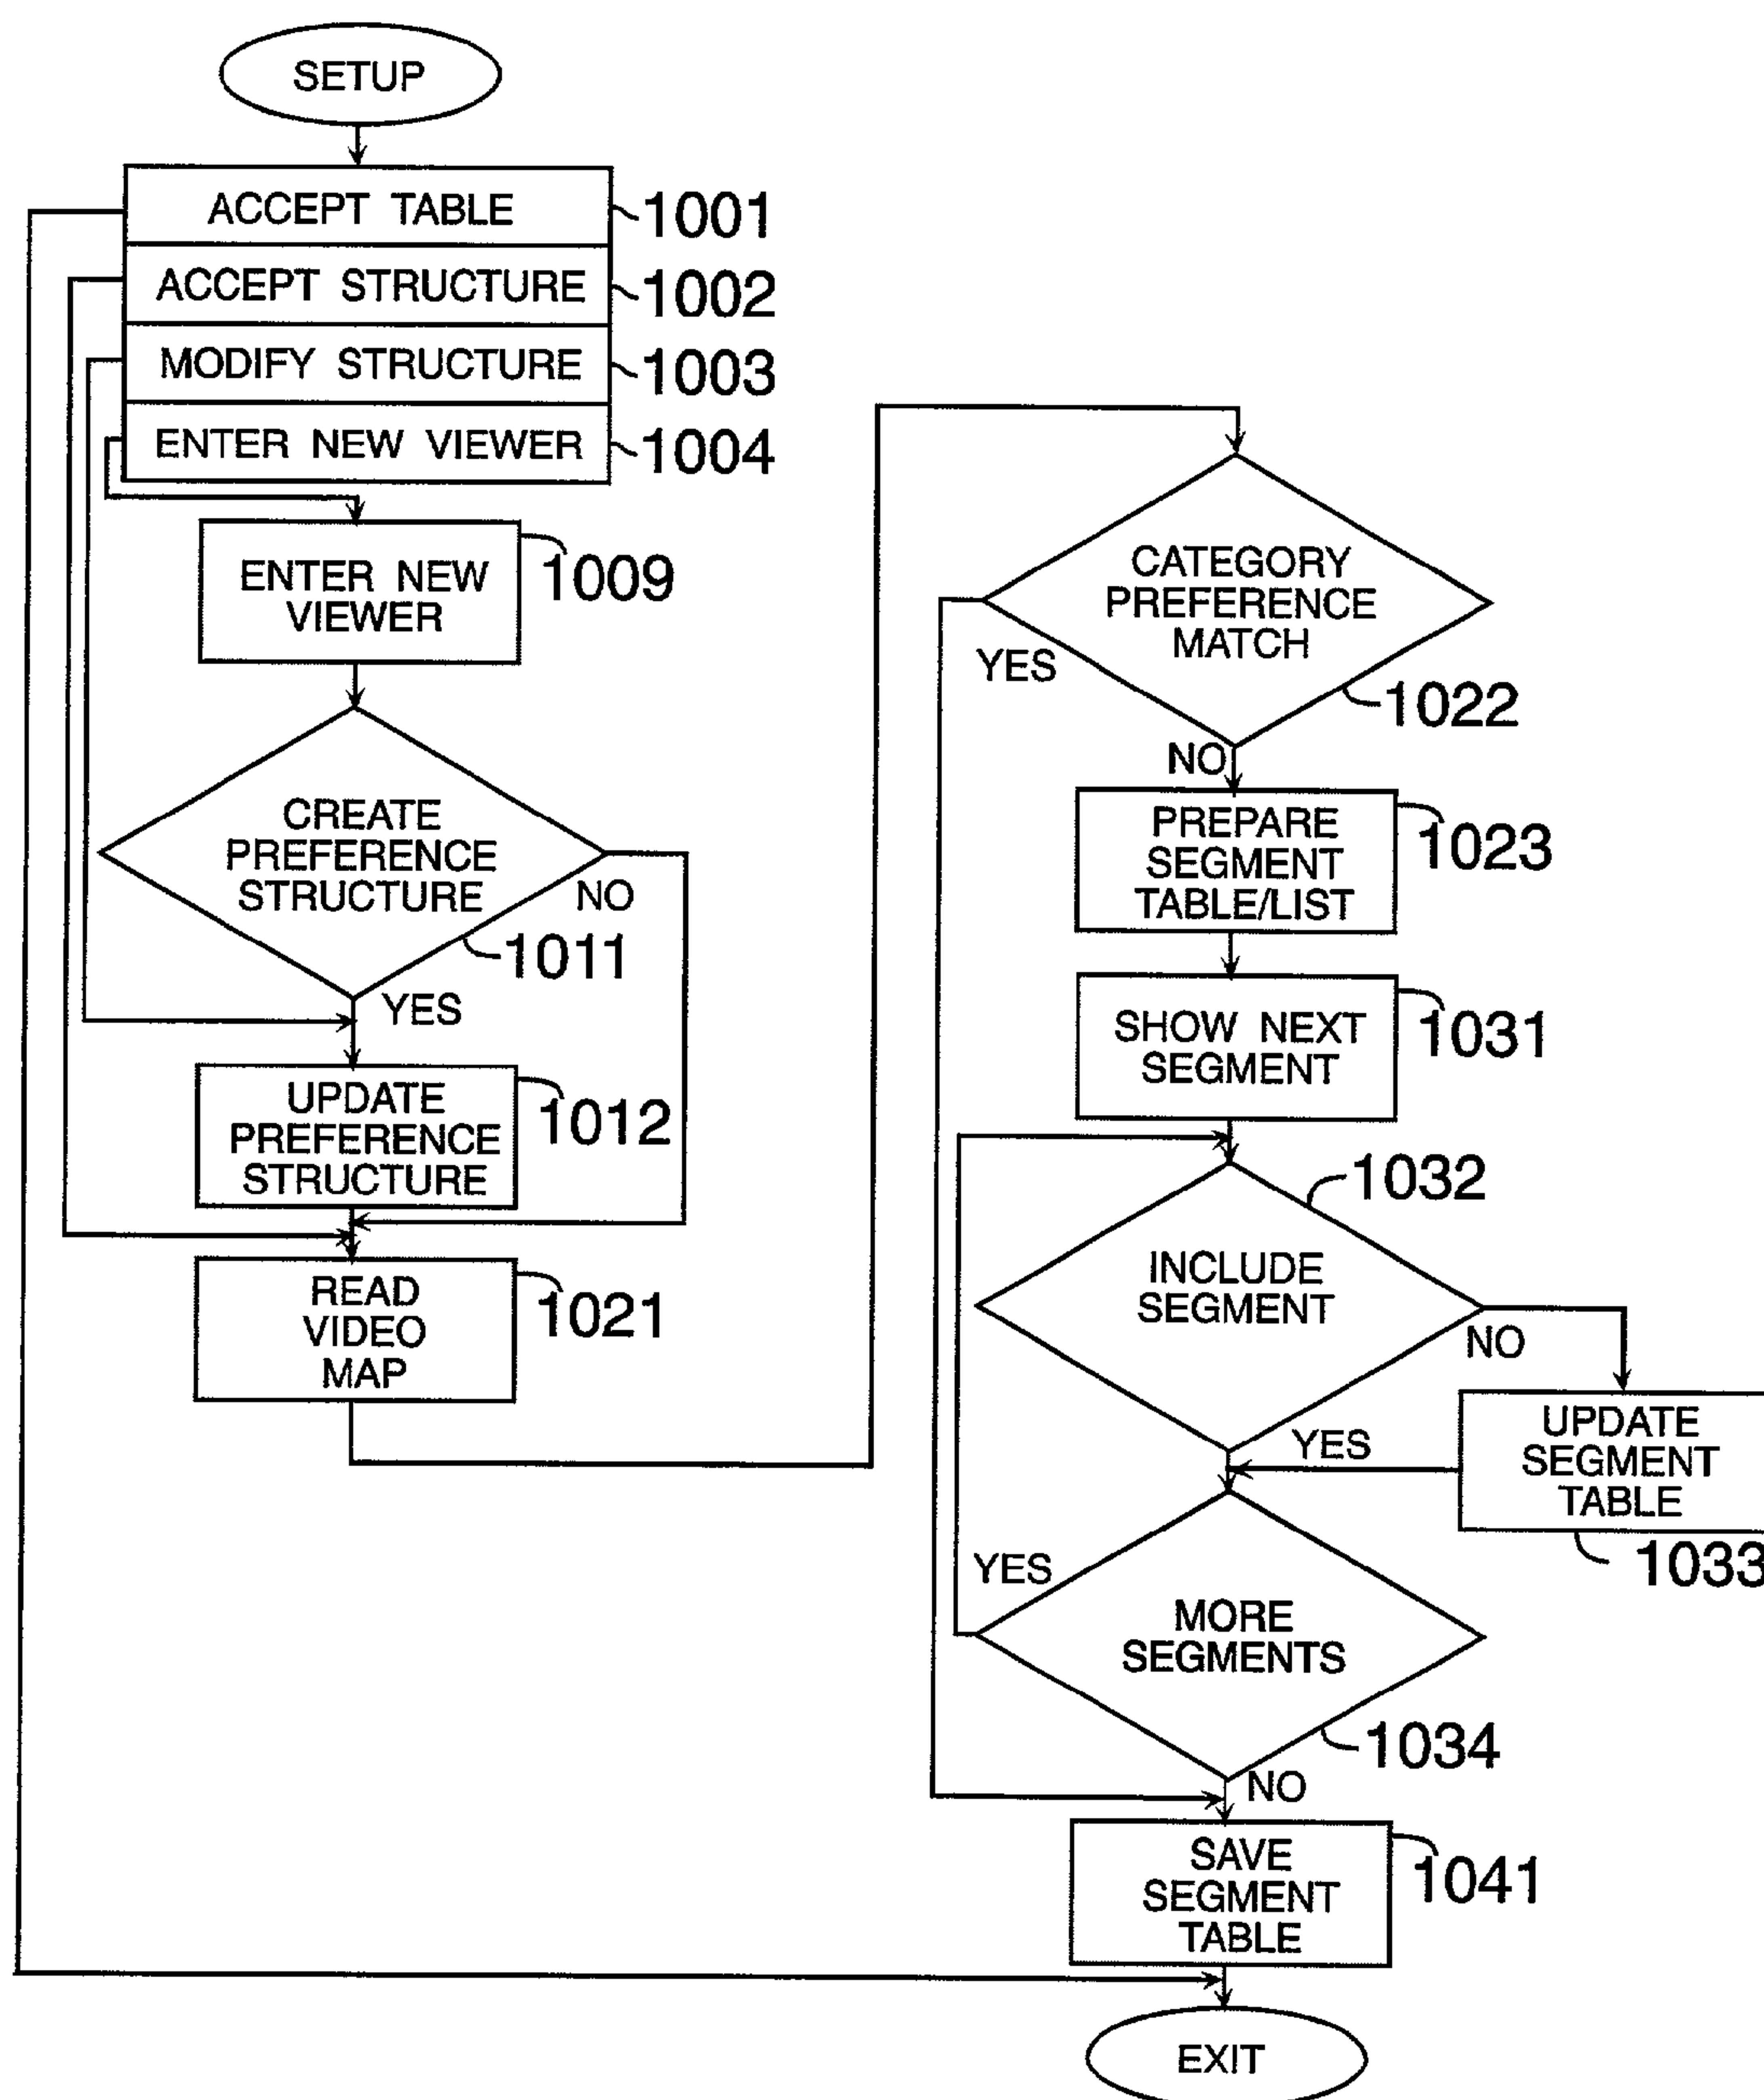 SETUP
ACCEPT TABLE
1001
ACCEPT STRUCTURE
1002
MODIFY STRUCTURE
1003
ENTER NEW VIEWER
1004
ENTER NEW
VIEWER
1009
CREATE
PREFERENCE
STRUCTURE
NO
1011
YES
UPDATE
PREFERENCE
STRUCTURE
1012
READ
VIDEO
MAP
1021
CATEGORY
PREFERENCE
MATCH
YES
1022
NO
PREPARE
SEGMENT
TABLE/LIST
1023
SHOW NEXT
SEGMENT
1031
1032
INCLUDE
SEGMENT
NO
YES
UPDATE
SEGMENT
TABLE
1033
YES
MORE
SEGMENTS
1034
NO
SAVE
SEGMENT
TABLE
1041
EXIT